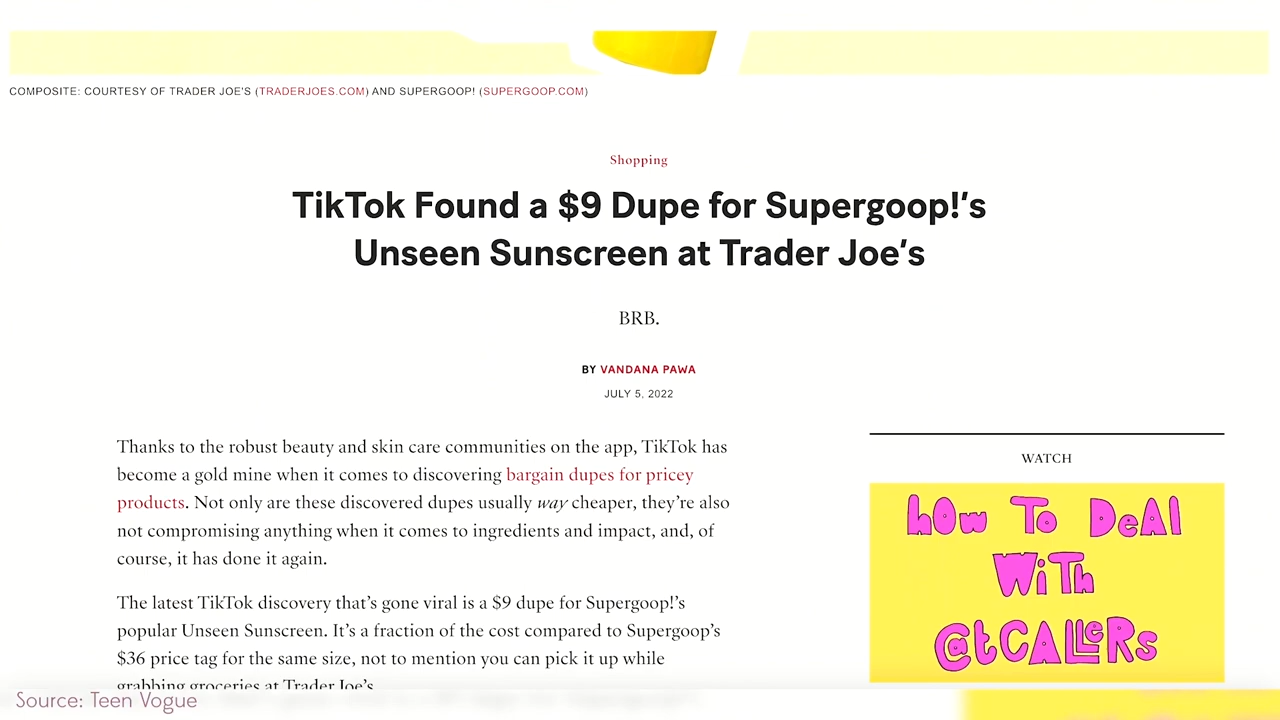 COMPOSITE: COURTESY OF TRADER JOE'S (TRADERJOES.COM) AND SUPERGOOP! (SUPERGOOP.COM)
Shopping
TikTok Found a $9 Dupe for Supergoop!’s
Unseen Sunscreen at Trader Joe’s
BRB.
BY VANDANA PAWA
JULY 5, 2022
Thanks to the robust beauty and skin care communities on the app, TikTok has
become a gold mine when it comes to discovering bargain dupes for pricey
products. Not only are these discovered dupes usually way cheaper, they’re also
not compromising anything when it comes to ingredients and impact, and, of
course, it has done it again.
The latest TikTok discovery that’s gone viral is a $9 dupe for Supergoop!’s
popular Unseen Sunscreen. It’s a fraction of the cost compared to Supergoop’s
$36 price tag for the same size, not to mention you can pick it up while
grabbing groceries at Trader Joe’s
WATCH
hOw To DeAl
WiTh
@tCALLeRs
Source: Teen Vogue